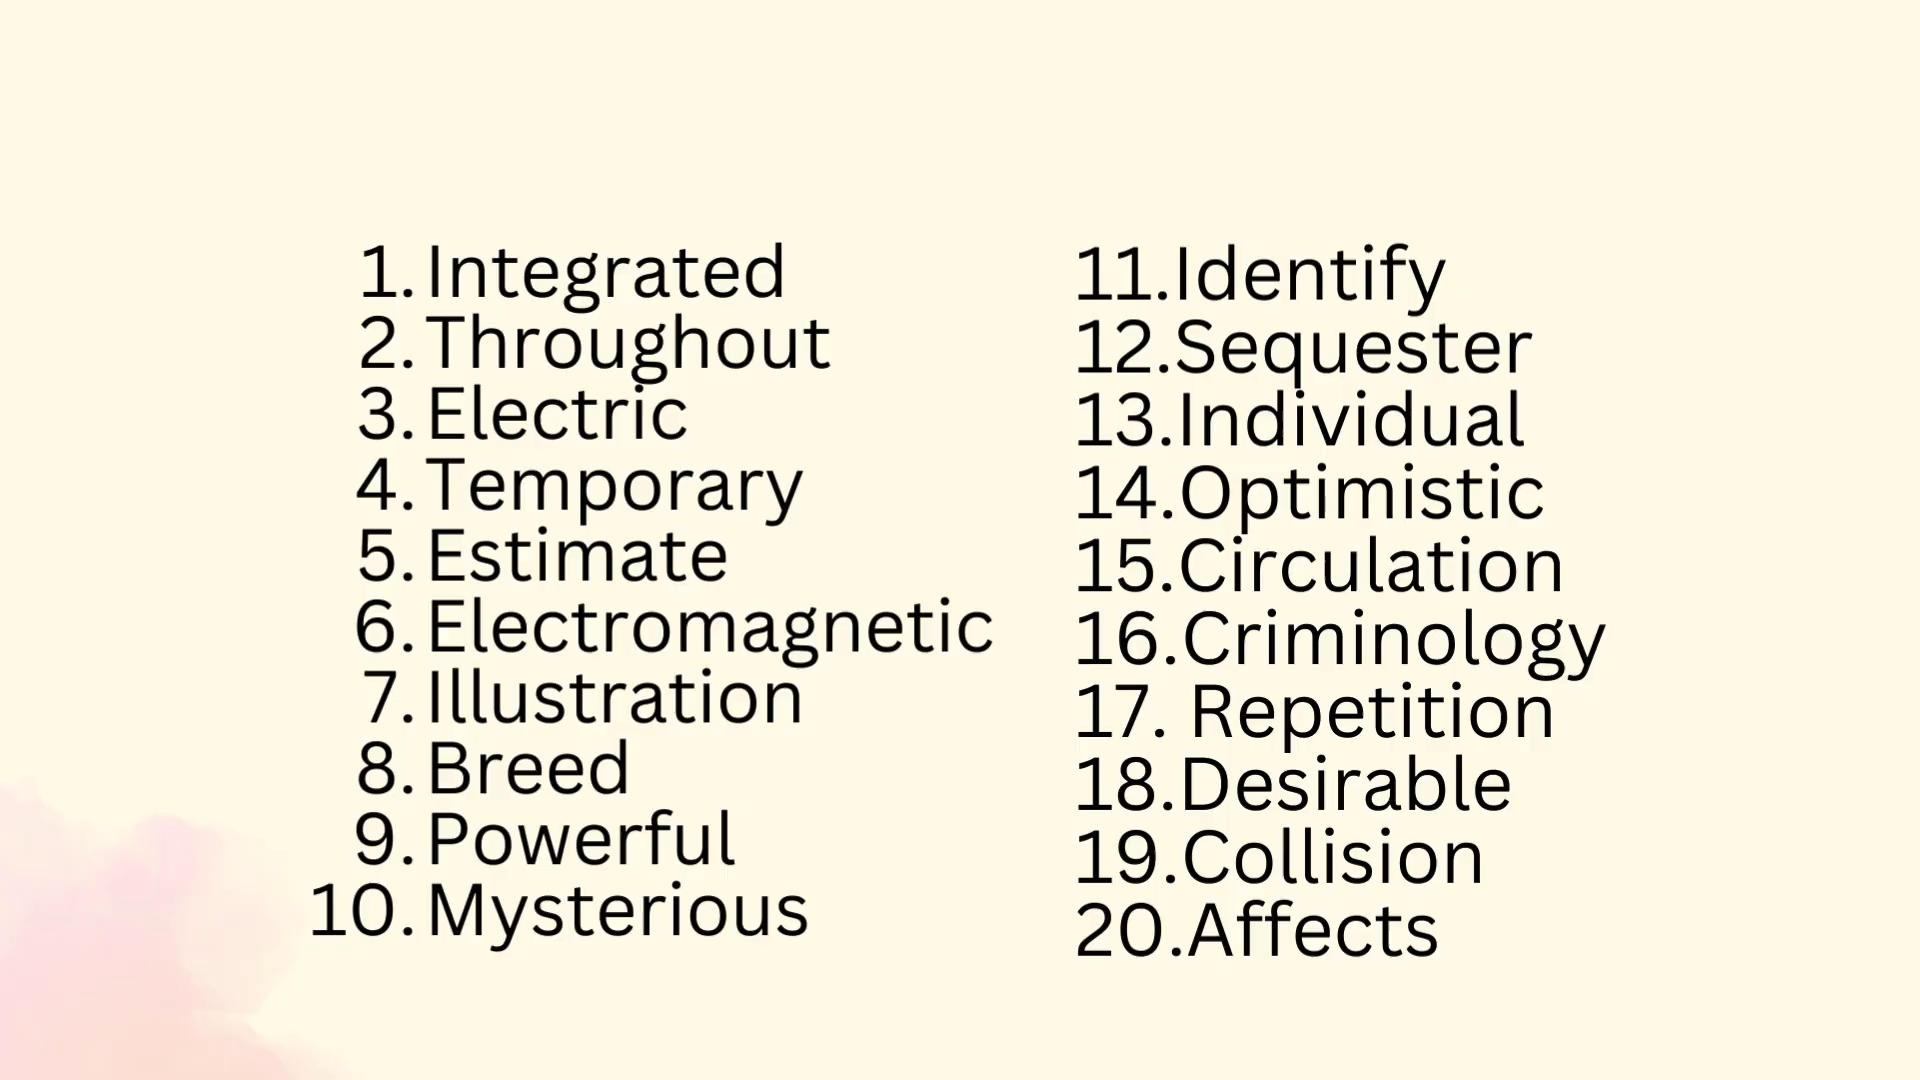 1. Integrated
2. Throughout
3. Electric
4. Temporary
5. Estimate
6. Electromagnetic
7. Illustration
8. Breed
9. Powerful
10. Mysterious
11.Identify
12.Sequester
13.Individual
14.Optimistic
15.Circulation
16.Criminology
17. Repetition
18.Desirable
19.Collision
20.Affects